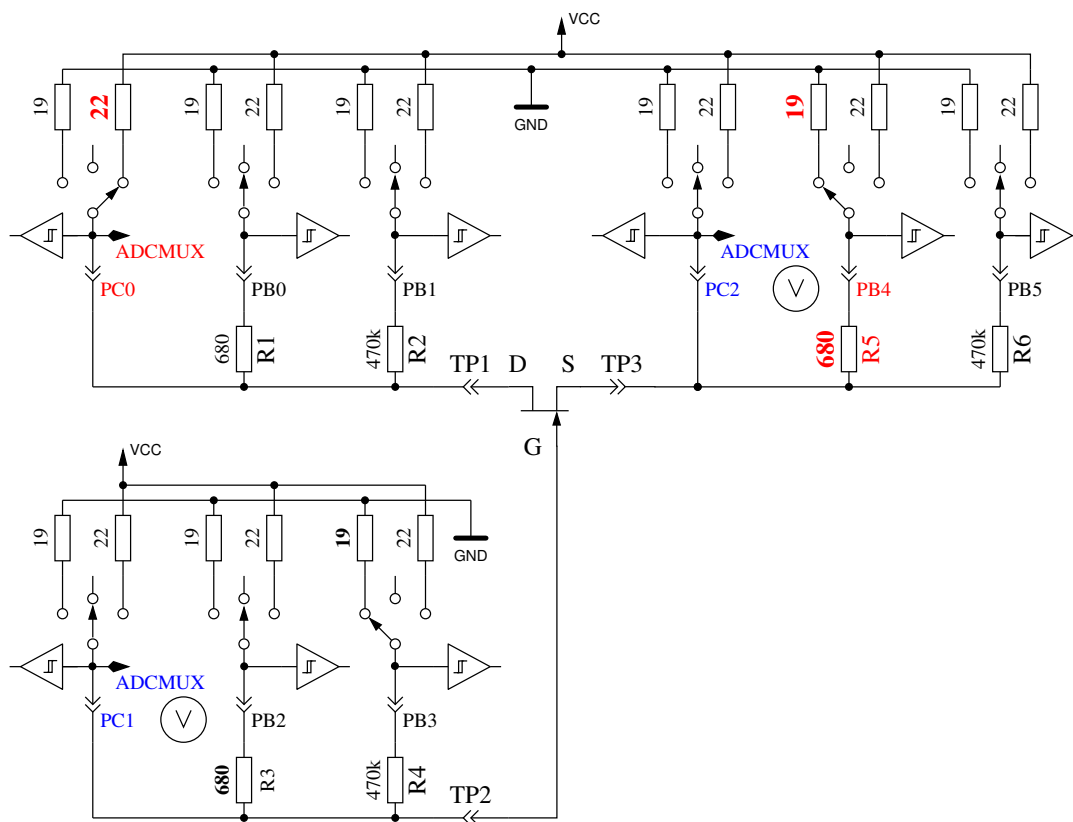 VCC
19
22
19
22
19
22
GND
19
22
19
22
19
22
ADCMUX
ADCMUX
V
PC0
PB0
PB1
PC2
PB4
PB5
680
R1
470k
R2
680
R5
470k
R6
TP1
D
S
TP3
G
VCC
19
22
19
22
19
22
GND
ADCMUX
V
PC1
PB2
PB3
680
R3
470k
R4
TP2